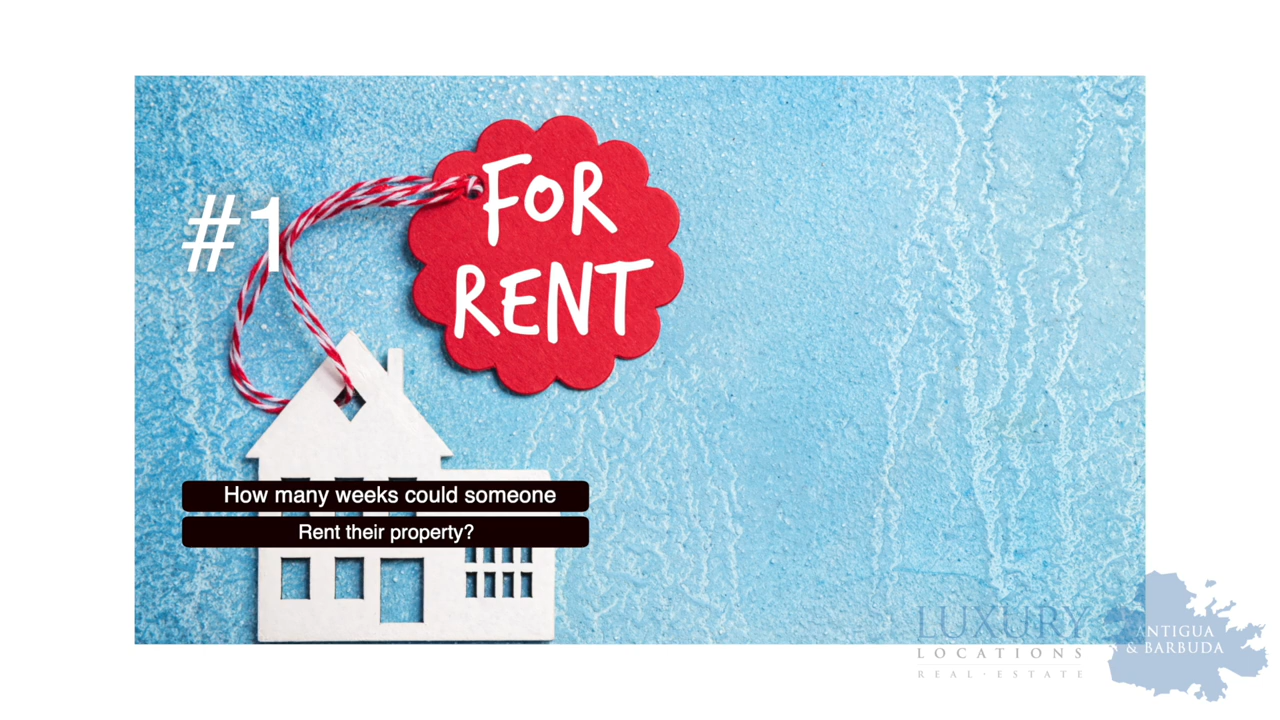 #1
FOR
RENT
How many weeks could someone
Rent their property?
LUXURY
LOCATIONS
REAL·ESTATE
ANTIGUA
& BARBUDA